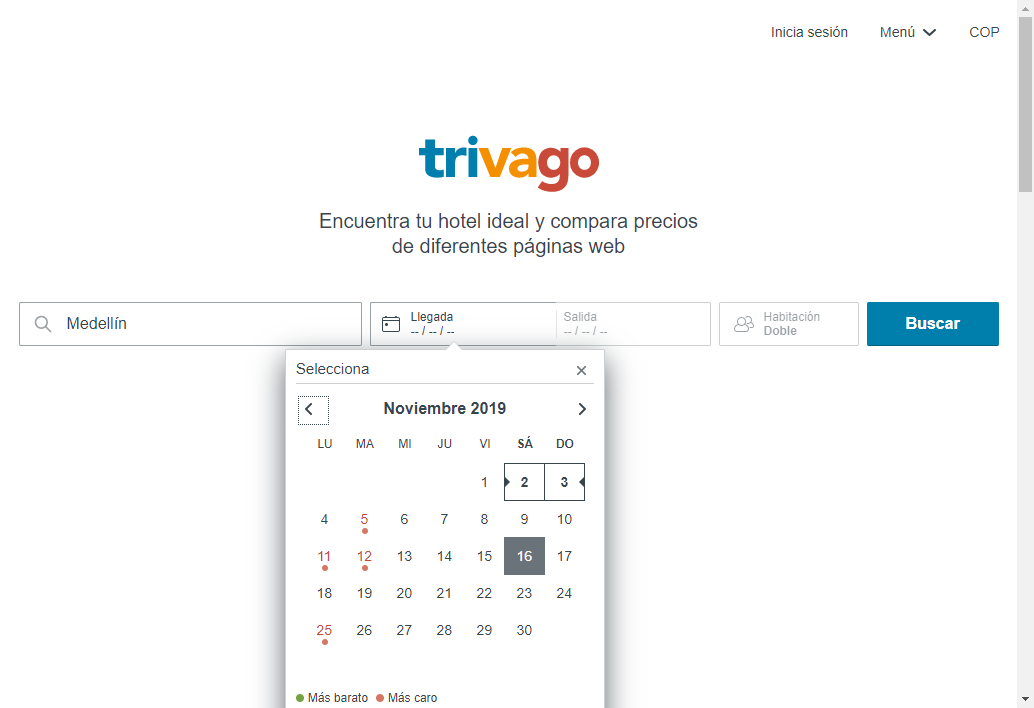 Inicia sesión Menú COP
trivago
Encuentra tu hotel ideal y compara precios
de diferentes páginas web
Medellín
Llegada
-- / -- / --
Salida
-- / -- / --
Habitación
Doble
Buscar
Selecciona
Noviembre 2019
LU MA MI JU VI SÁ DO
1 2 3
4 5 6 7 8 9 10
11 12 13 14 15 16 17
18 19 20 21 22 23 24
25 26 27 28 29 30
Más barato Más caro